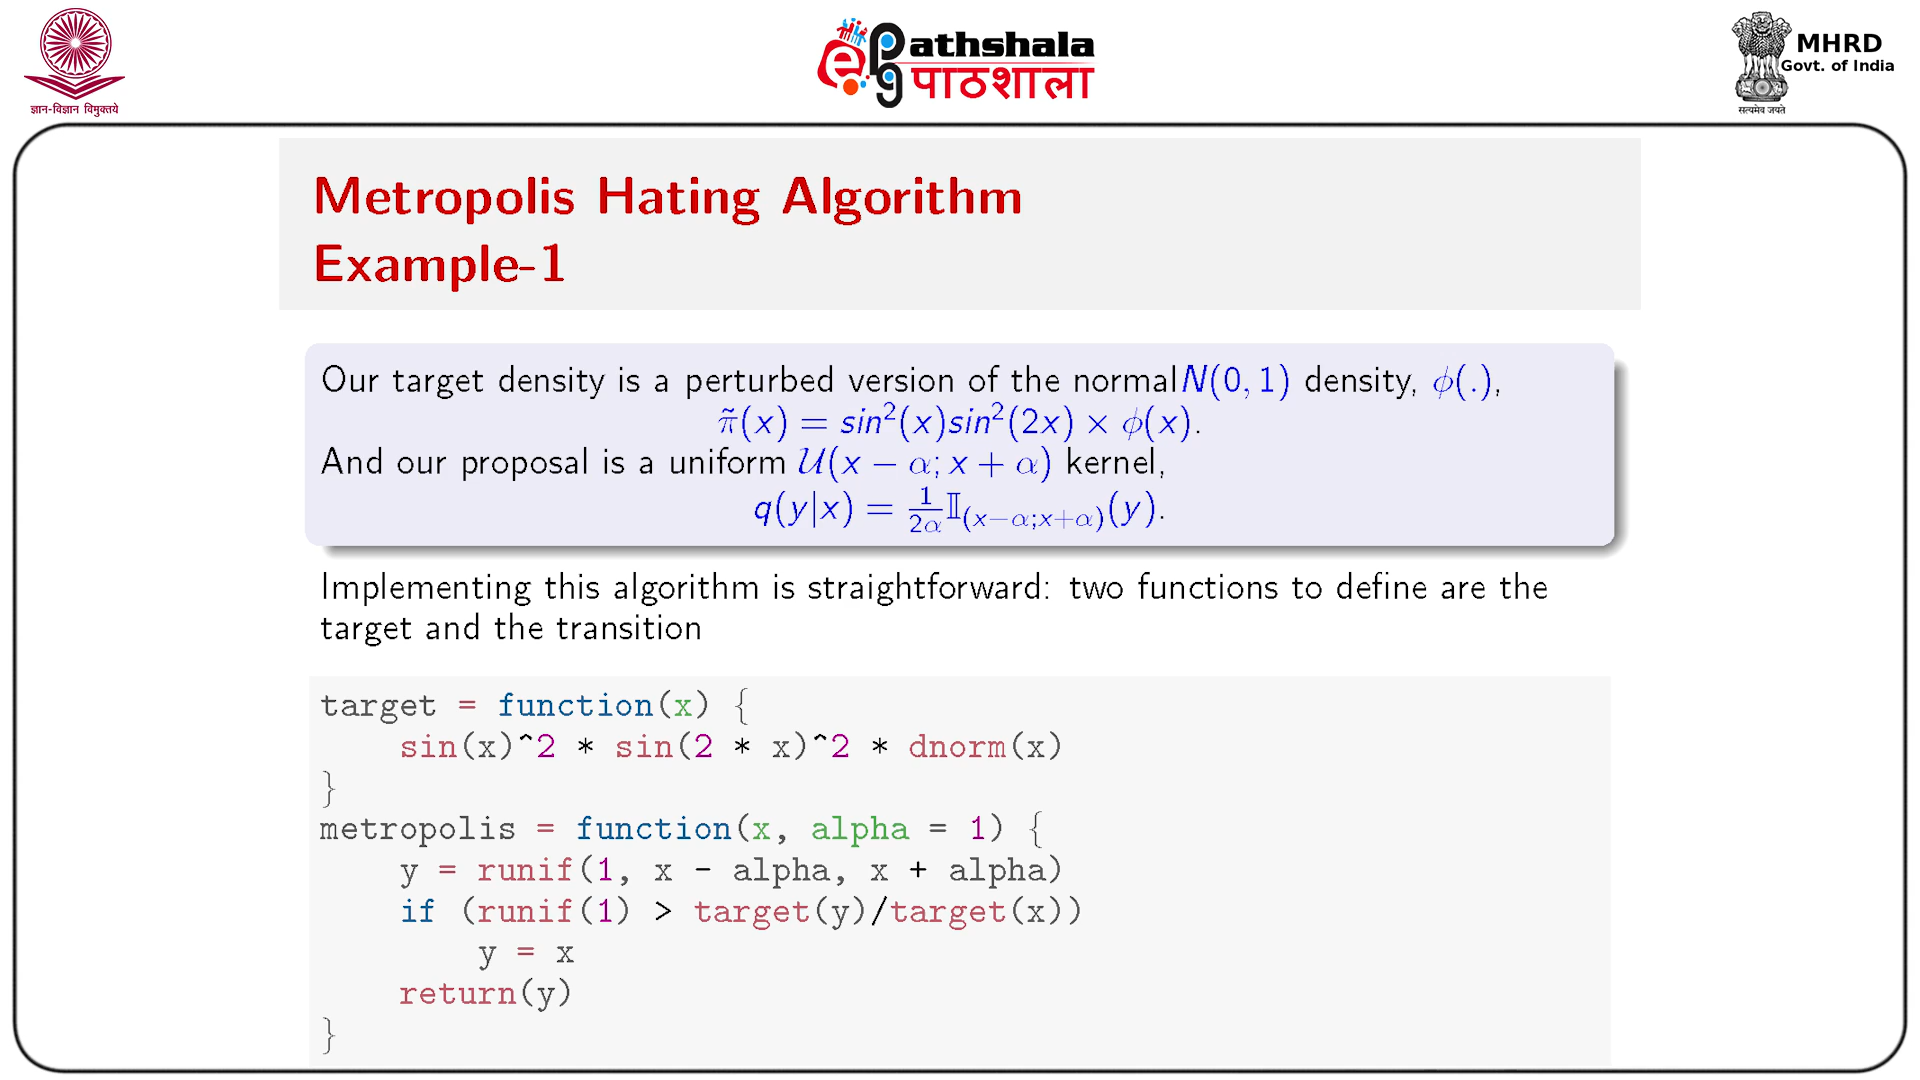 ज्ञान-विज्ञान विमुक्तये
ePG Pathshala
पाठशाला
MHRD
Govt. of India
सत्यमेव जयते
Metropolis Hating Algorithm
Example-1
Our target density is a perturbed version of the normal N(0, 1) density, ϕ(.),
π̃(x) = sin²(x)sin²(2x) × ϕ(x).
And our proposal is a uniform 𝒰(x − α; x + α) kernel,
q(y|x) = 1/2α 𝕀(x−α;x+α)(y).
Implementing this algorithm is straightforward: two functions to define are the
target and the transition
target = function(x) {
    sin(x)^2 * sin(2 * x)^2 * dnorm(x)
}
metropolis = function(x, alpha = 1) {
    y = runif(1, x - alpha, x + alpha)
    if (runif(1) > target(y)/target(x))
        y = x
    return(y)
}